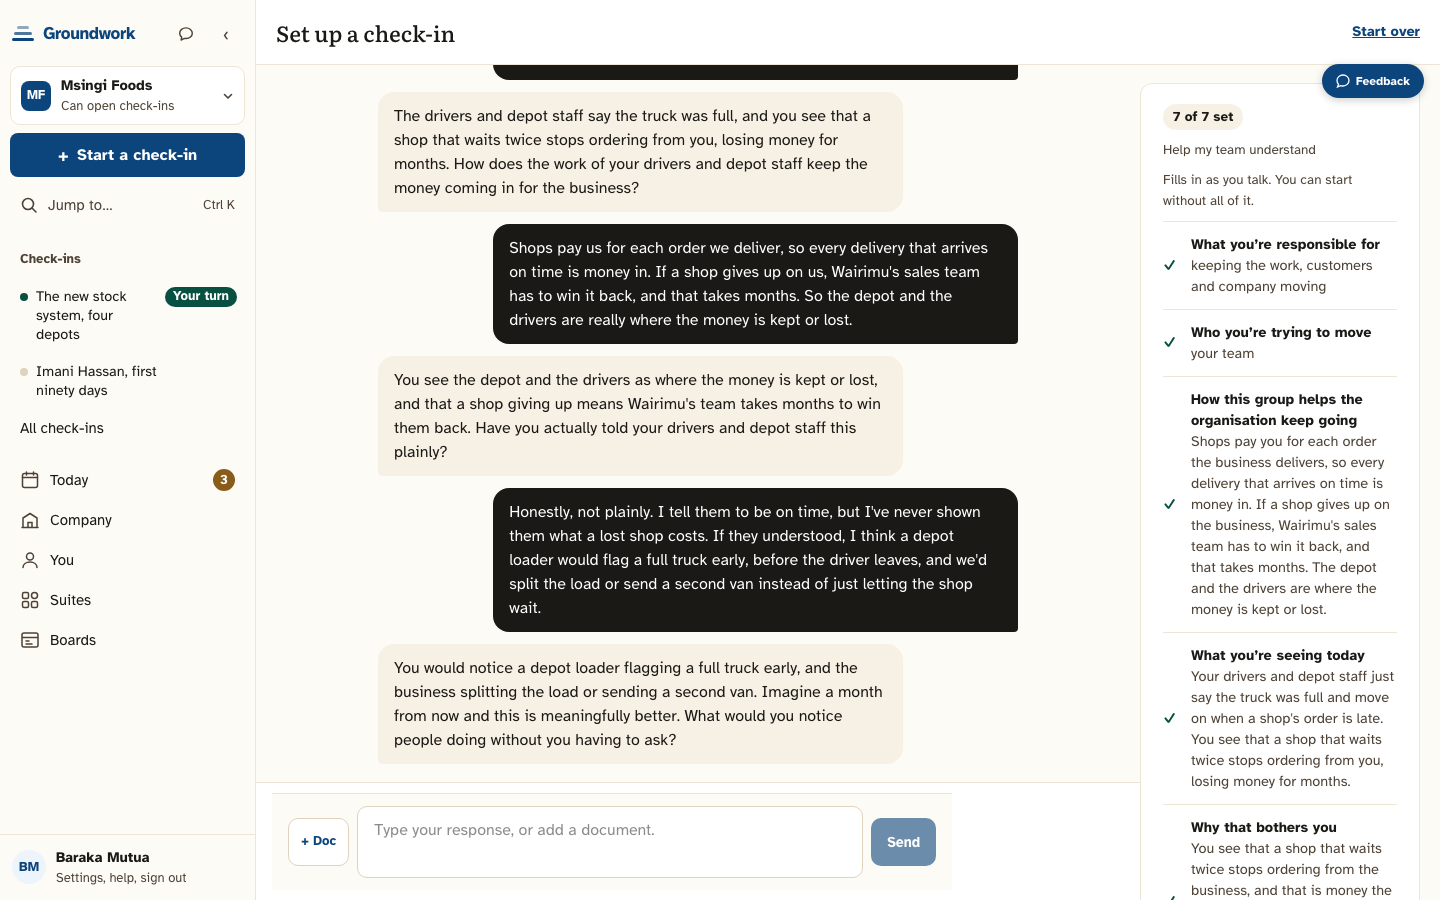 Groundwork
MF
Msingi Foods
Can open check-ins
+ Start a check-in
Jump to...
Ctrl K
Check-ins
The new stock
system, four
depots
Your turn
Imani Hassan, first
ninety days
All check-ins
Today
3
Company
You
Suites
Boards
BM
Baraka Mutua
Settings, help, sign out
Set up a check-in
Start over
Feedback
The drivers and depot staff say the truck was full, and you see that a
shop that waits twice stops ordering from you, losing money for
months. How does the work of your drivers and depot staff keep the
money coming in for the business?
Shops pay us for each order we deliver, so every delivery that arrives
on time is money in. If a shop gives up on us, Wairimu's sales team
has to win it back, and that takes months. So the depot and the
drivers are really where the money is kept or lost.
You see the depot and the drivers as where the money is kept or lost,
and that a shop giving up means Wairimu's team takes months to win
them back. Have you actually told your drivers and depot staff this
plainly?
Honestly, not plainly. I tell them to be on time, but I've never shown
them what a lost shop costs. If they understood, I think a depot
loader would flag a full truck early, before the driver leaves, and we'd
split the load or send a second van instead of just letting the shop
wait.
You would notice a depot loader flagging a full truck early, and the
business splitting the load or sending a second van. Imagine a month
from now and this is meaningfully better. What would you notice
people doing without you having to ask?
+ Doc
Type your response, or add a document.
Send
7 of 7 set
Help my team understand
Fills in as you talk. You can start
without all of it.
What you're responsible for
keeping the work, customers
and company moving
Who you're trying to move
your team
How this group helps the
organisation keep going
Shops pay you for each order
the business delivers, so every
delivery that arrives on time is
money in. If a shop gives up on
the business, Wairimu's sales
team has to win it back, and
that takes months. The depot
and the drivers are where the
money is kept or lost.
What you're seeing today
Your drivers and depot staff just
say the truck was full and move
on when a shop's order is late.
You see that a shop that waits
twice stops ordering from you,
losing money for months.
Why that bothers you
You see that a shop that waits
twice stops ordering from the
business, and that is money the